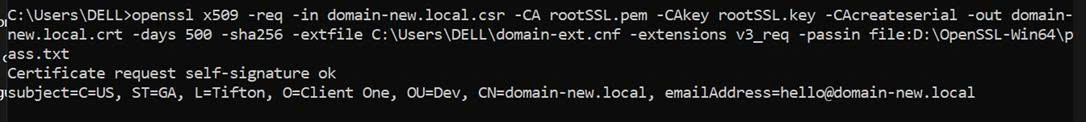 C:\Users\DELL>openssl x509 -req -in domain-new.local.csr -CA rootSSL.pem -CAkey rootSSL.key -CAcreateserial -out domain-
new.local.crt -days 500 -sha256 -extfile C:\Users\DELL\domain-ext.cnf -extensions v3_req -passin file:D:\OpenSSL-Win64\p
ass.txt
Certificate request self-signature ok
subject=C=US, ST=GA, L=Tifton, O=Client One, OU=Dev, CN=domain-new.local, emailAddress=hello@domain-new.local